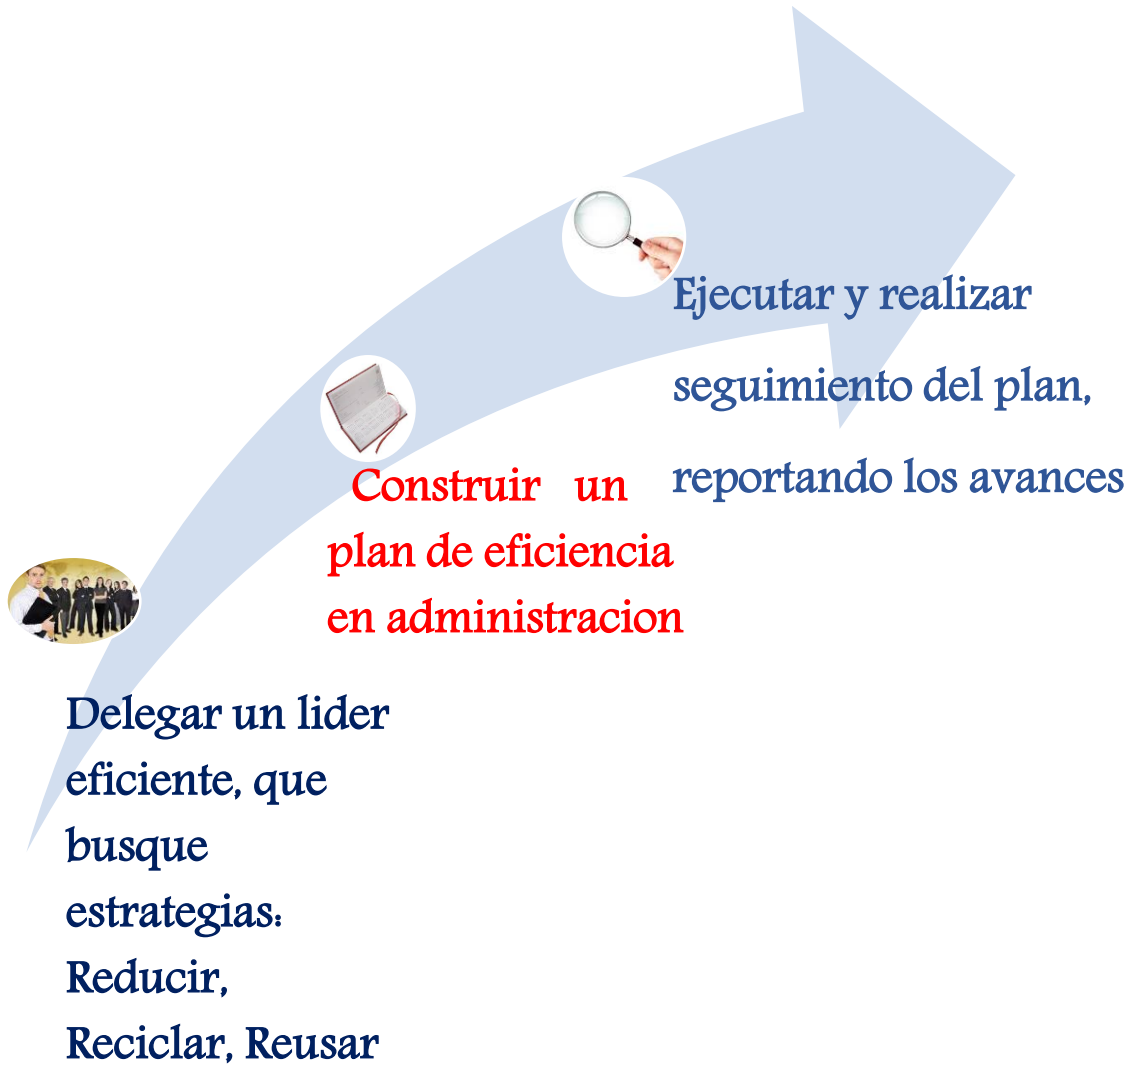 Delegar un lider
eficiente, que
busque
estrategias:
Reducir,
Reciclar, Reusar
Construir un
plan de eficiencia
en administracion
Ejecutar y realizar
seguimiento del plan,
reportando los avances